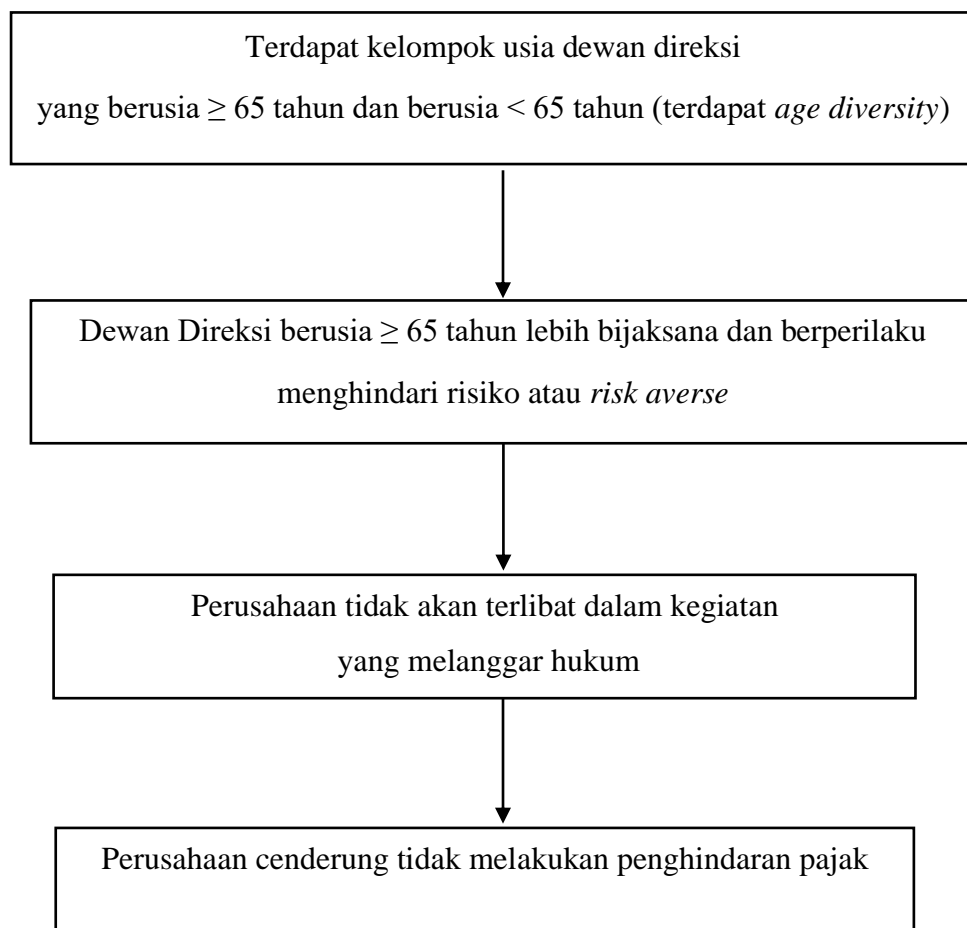 Terdapat kelompok usia dewan direksi
yang berusia ≥ 65 tahun dan berusia < 65 tahun (terdapat age diversity)
Dewan Direksi berusia ≥ 65 tahun lebih bijaksana dan berperilaku
menghindari risiko atau risk averse
Perusahaan tidak akan terlibat dalam kegiatan
yang melanggar hukum
Perusahaan cenderung tidak melakukan penghindaran pajak